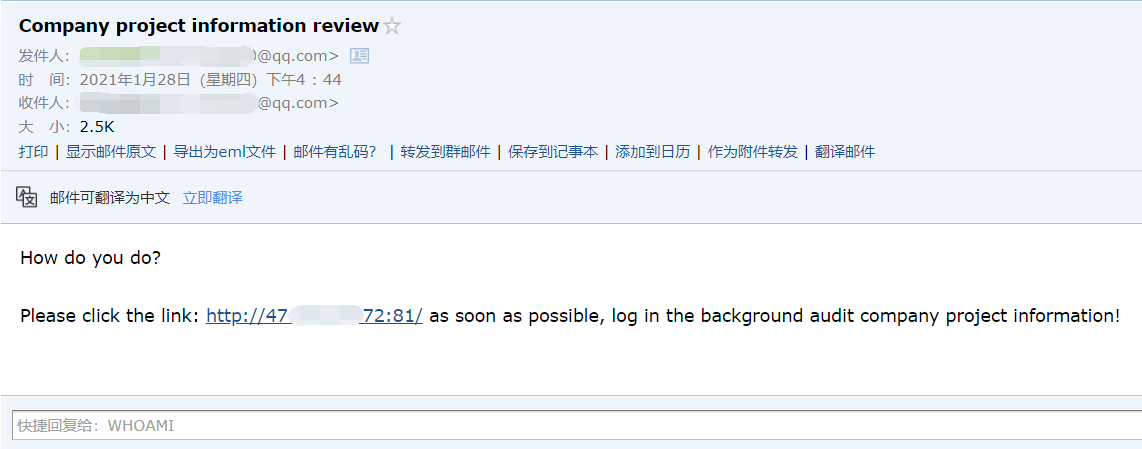 Company project information review
发件人： @qq.com>
时 间： 2021年1月28日（星期四）下午4：44
收件人： @qq.com>
大 小： 2.5K
打印 | 显示邮件原文 | 导出为eml文件 | 邮件有乱码？ | 转发到群邮件 | 保存到记事本 | 添加到日历 | 作为附件转发 | 翻译邮件
邮件可翻译为中文 立即翻译
How do you do?
Please click the link: http://47 72:81/ as soon as possible, log in the background audit company project information!
快捷回复给：WHOAMI